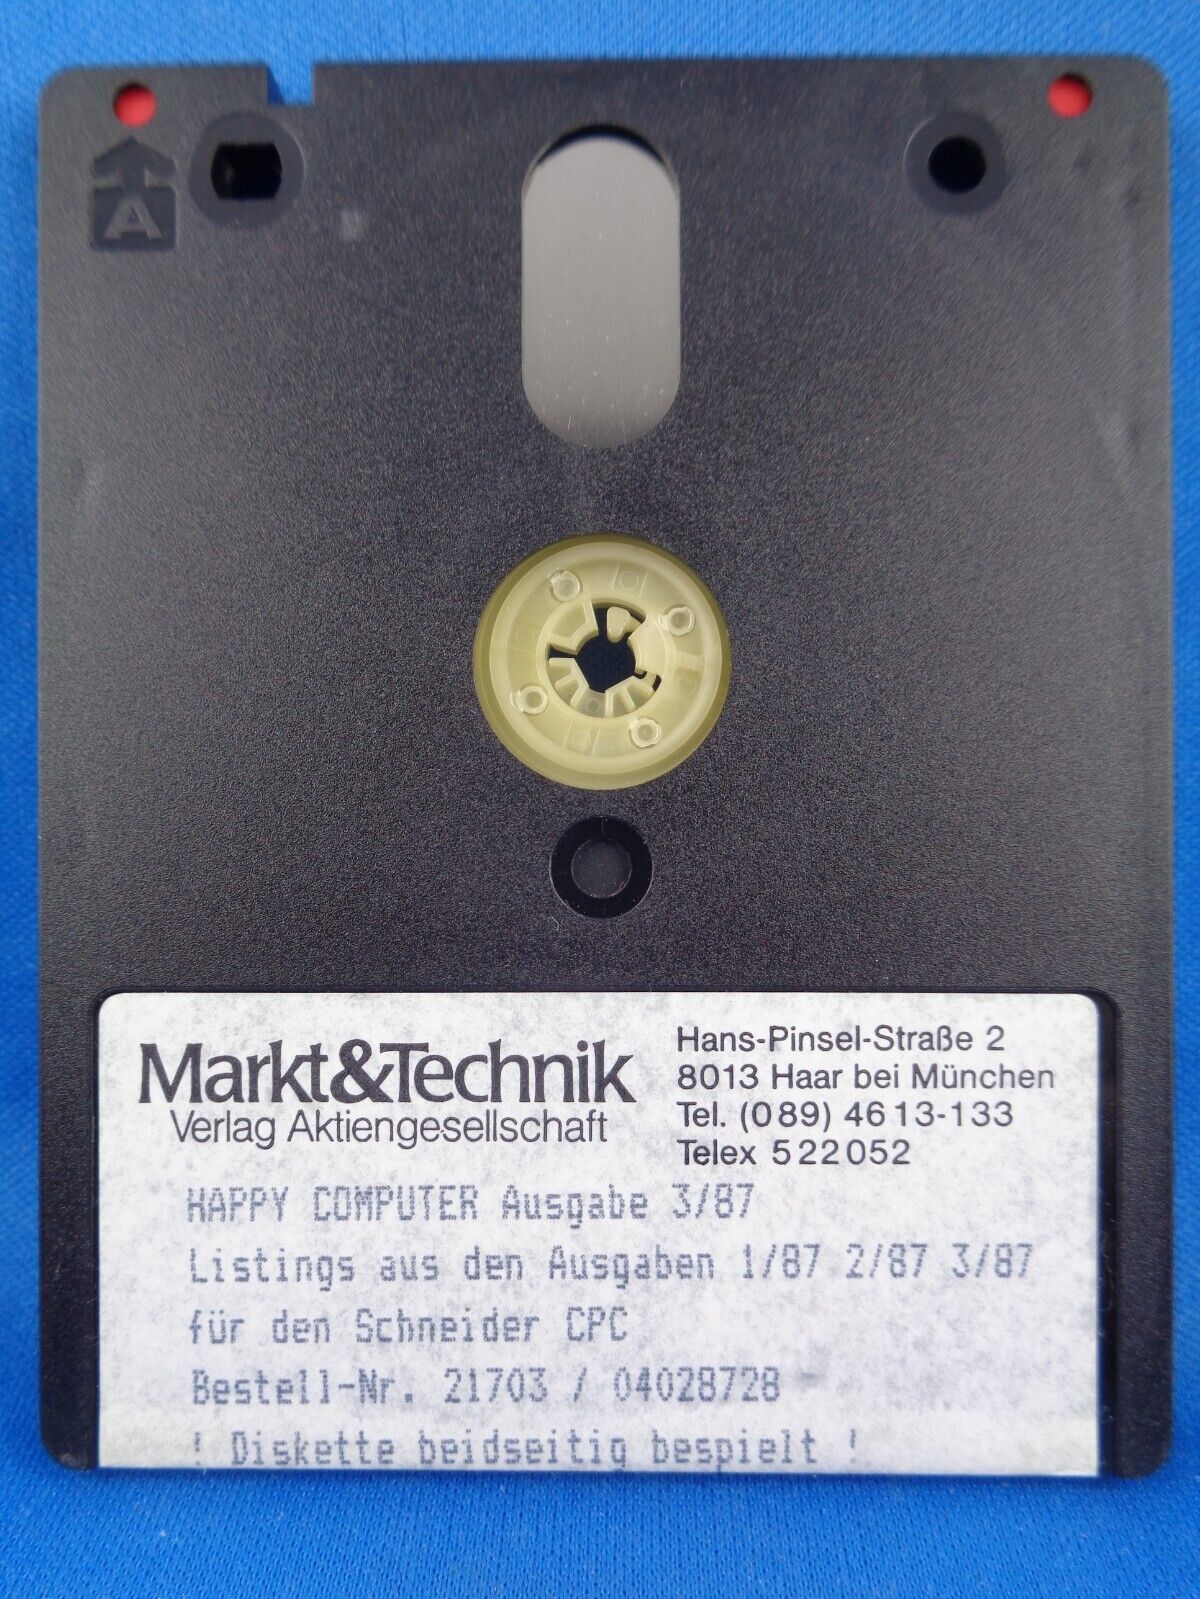 A
Markt&Technik
Verlag Aktiengesellschaft
Hans-Pinsel-Straße 2
8013 Haar bei München
Tel. (089) 4613-133
Telex 522052
HAPPY COMPUTER Ausgabe 3/87
Listings aus den Ausgaben 1/87 2/87 3/87
für den Schneider CPC
Bestell-Nr. 21703 / 04028728
! Diskette beidseitig bespielt !